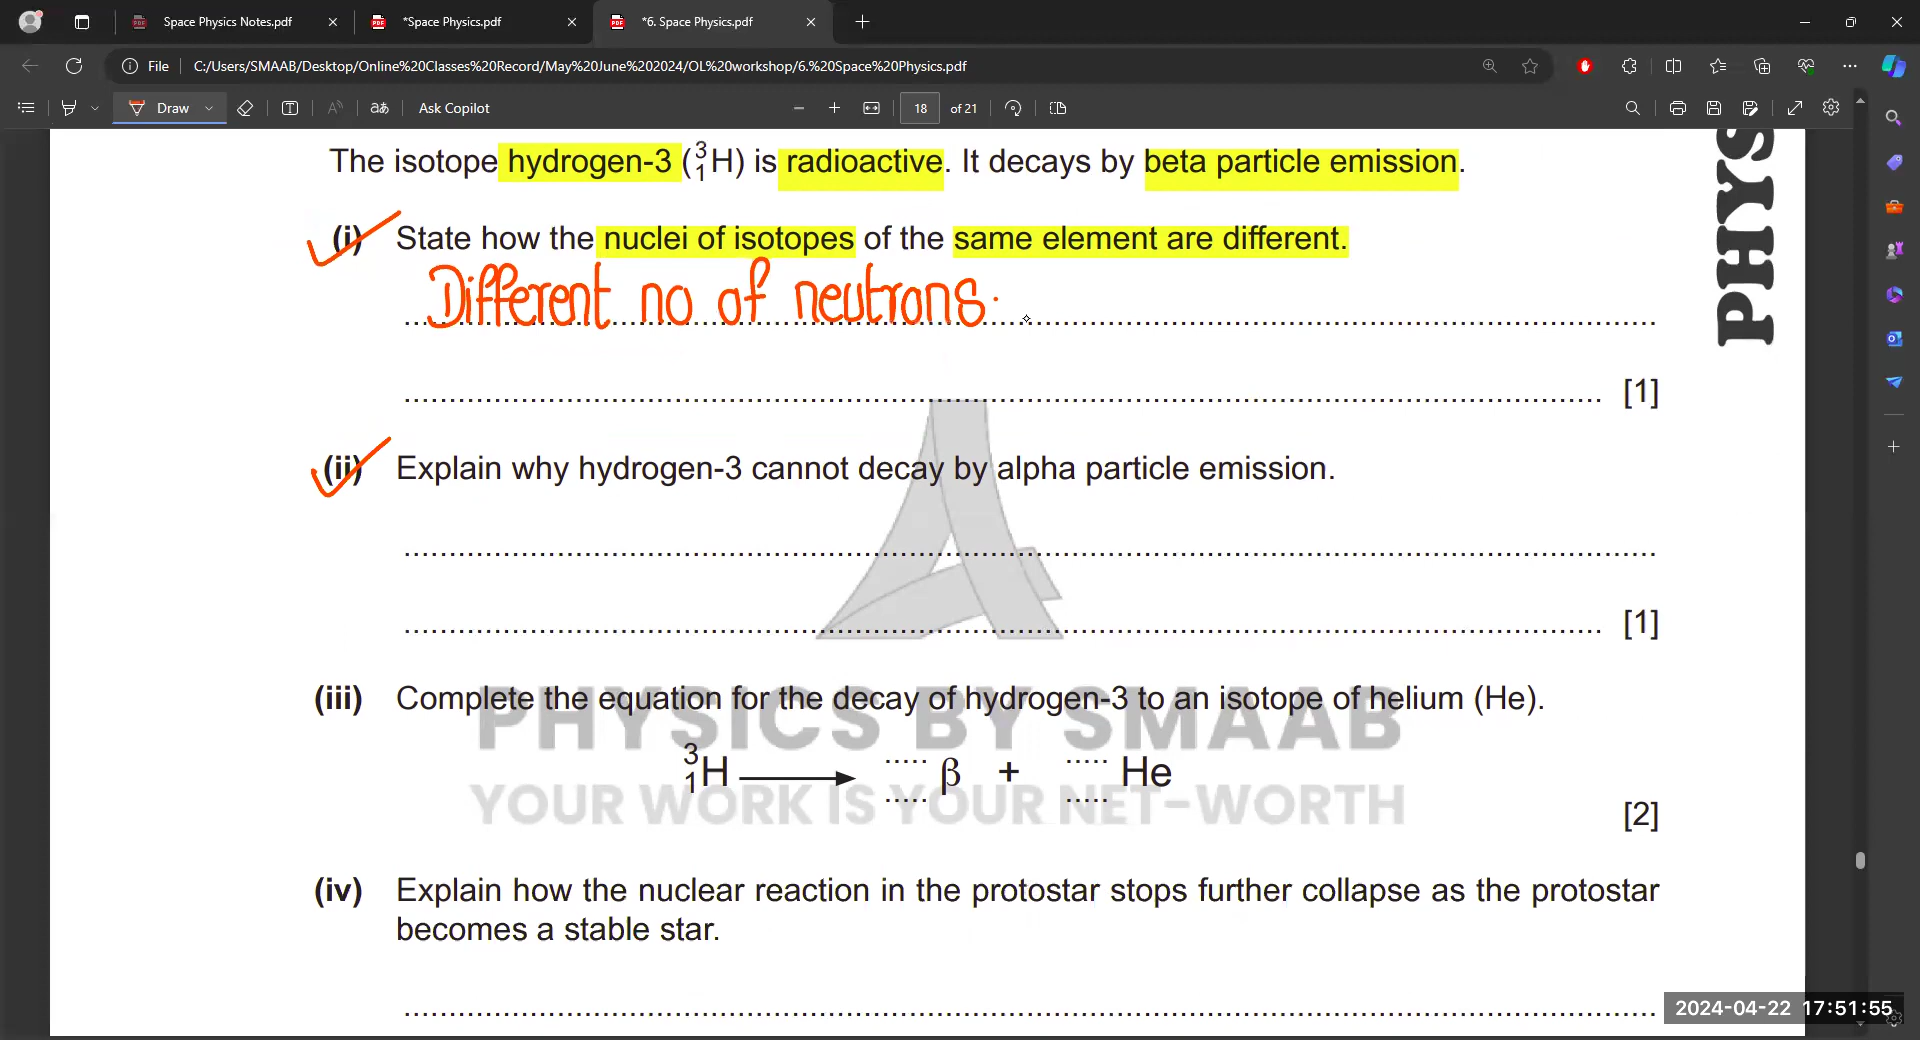 Space Physics Notes.pdf
*Space Physics.pdf
*6. Space Physics.pdf
File
C:/Users/SMAAB/Desktop/Online%20Classes%20Record/May%20June%202024/OL%20workshop/6.%20Space%20Physics.pdf
Draw
Ask Copilot
18 of 21
PHYS
The isotope hydrogen-3 (³₁H) is radioactive. It decays by beta particle emission.
(i) State how the nuclei of isotopes of the same element are different.
Different no of neutrons.
[1]
(ii) Explain why hydrogen-3 cannot decay by alpha particle emission.
[1]
(iii) Complete the equation for the decay of hydrogen-3 to an isotope of helium (He).
PHYSICS BY SMAAB
³₁H → ..... β + ..... He
YOUR WORK IS YOUR NET-WORTH
[2]
(iv) Explain how the nuclear reaction in the protostar stops further collapse as the protostar
becomes a stable star.
2024-04-22 17:51:55